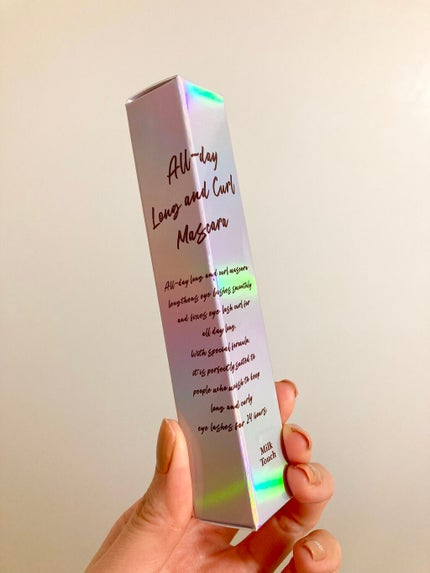 All-day
Long and Curl
Mascara
All-day long and curl mascara
lengthens eye lashes smoothly
and fixes eye lash curl for
all day long.
With special formula
it is perfectly suited to
people who wish to keep
long and curly
eye lashes for 24 hours
Milk
Touch